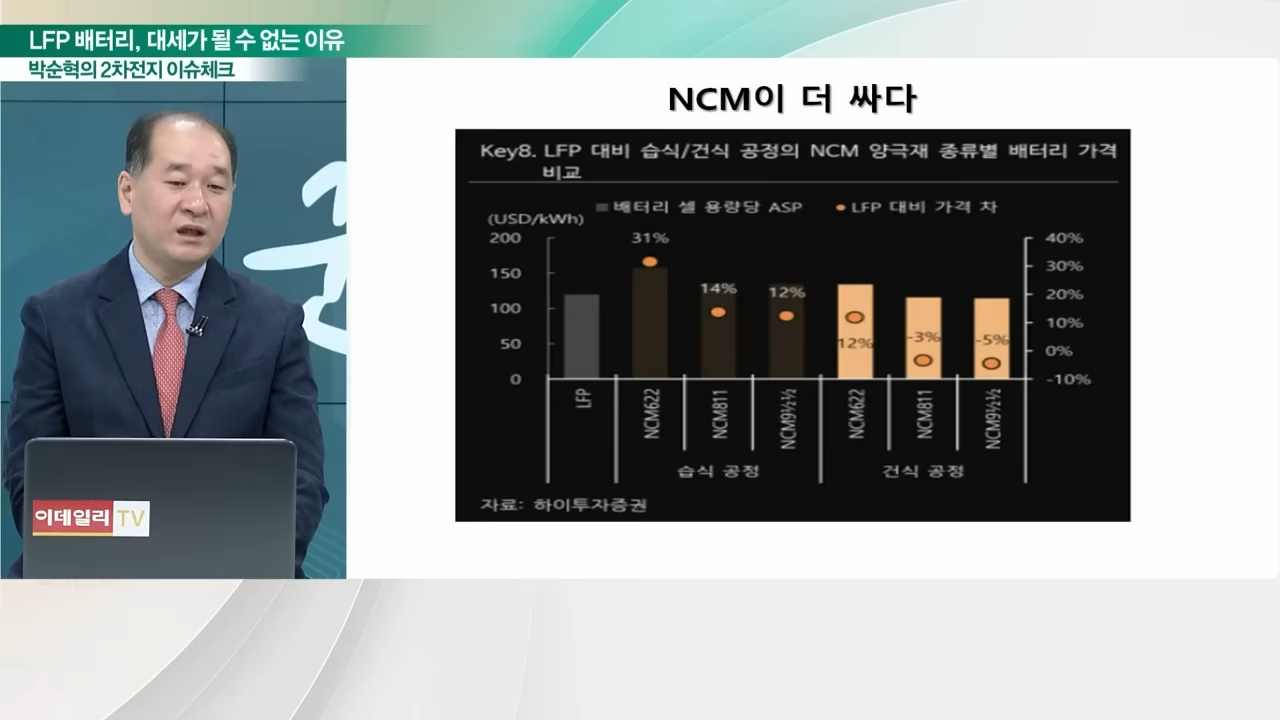 LFP 배터리, 대세가 될 수 없는 이유
박순혁의 2차전지 이슈체크
NCM이 더 싸다
Key8. LFP 대비 습식/건식 공정의 NCM 양극재 종류별 배터리 가격
비교
■ 배터리 셀 용량당 ASP ● LFP 대비 가격 차
(USD/kWh)
200 150 100 50 0
40% 30% 20% 10% 0% -10%
31% 14% 12% 12% -3% -5%
LFP NCM622 NCM811 NCM9½½ NCM622 NCM811 NCM9½½
습식 공정 건식 공정
자료: 하이투자증권
이데일리 TV